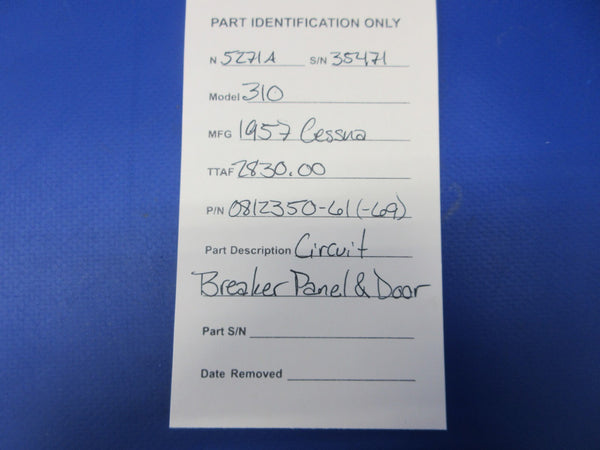 PART IDENTIFICATION ONLY
N 5271A S/N 35471
Model 310
MFG 1957 Cessna
TTAF 2830.00
P/N 0812350-61(-69)
Part Description Circuit
Breaker Panel & Door
Part S/N
Date Removed